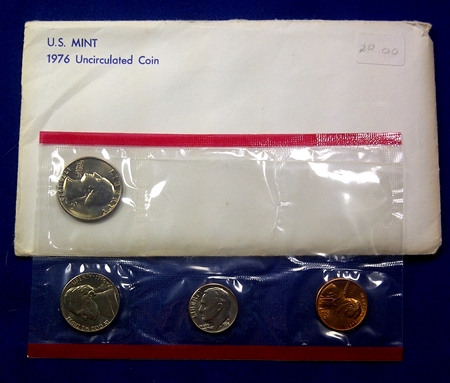 U.S. MINT
1976 Uncirculated Coin
20.00